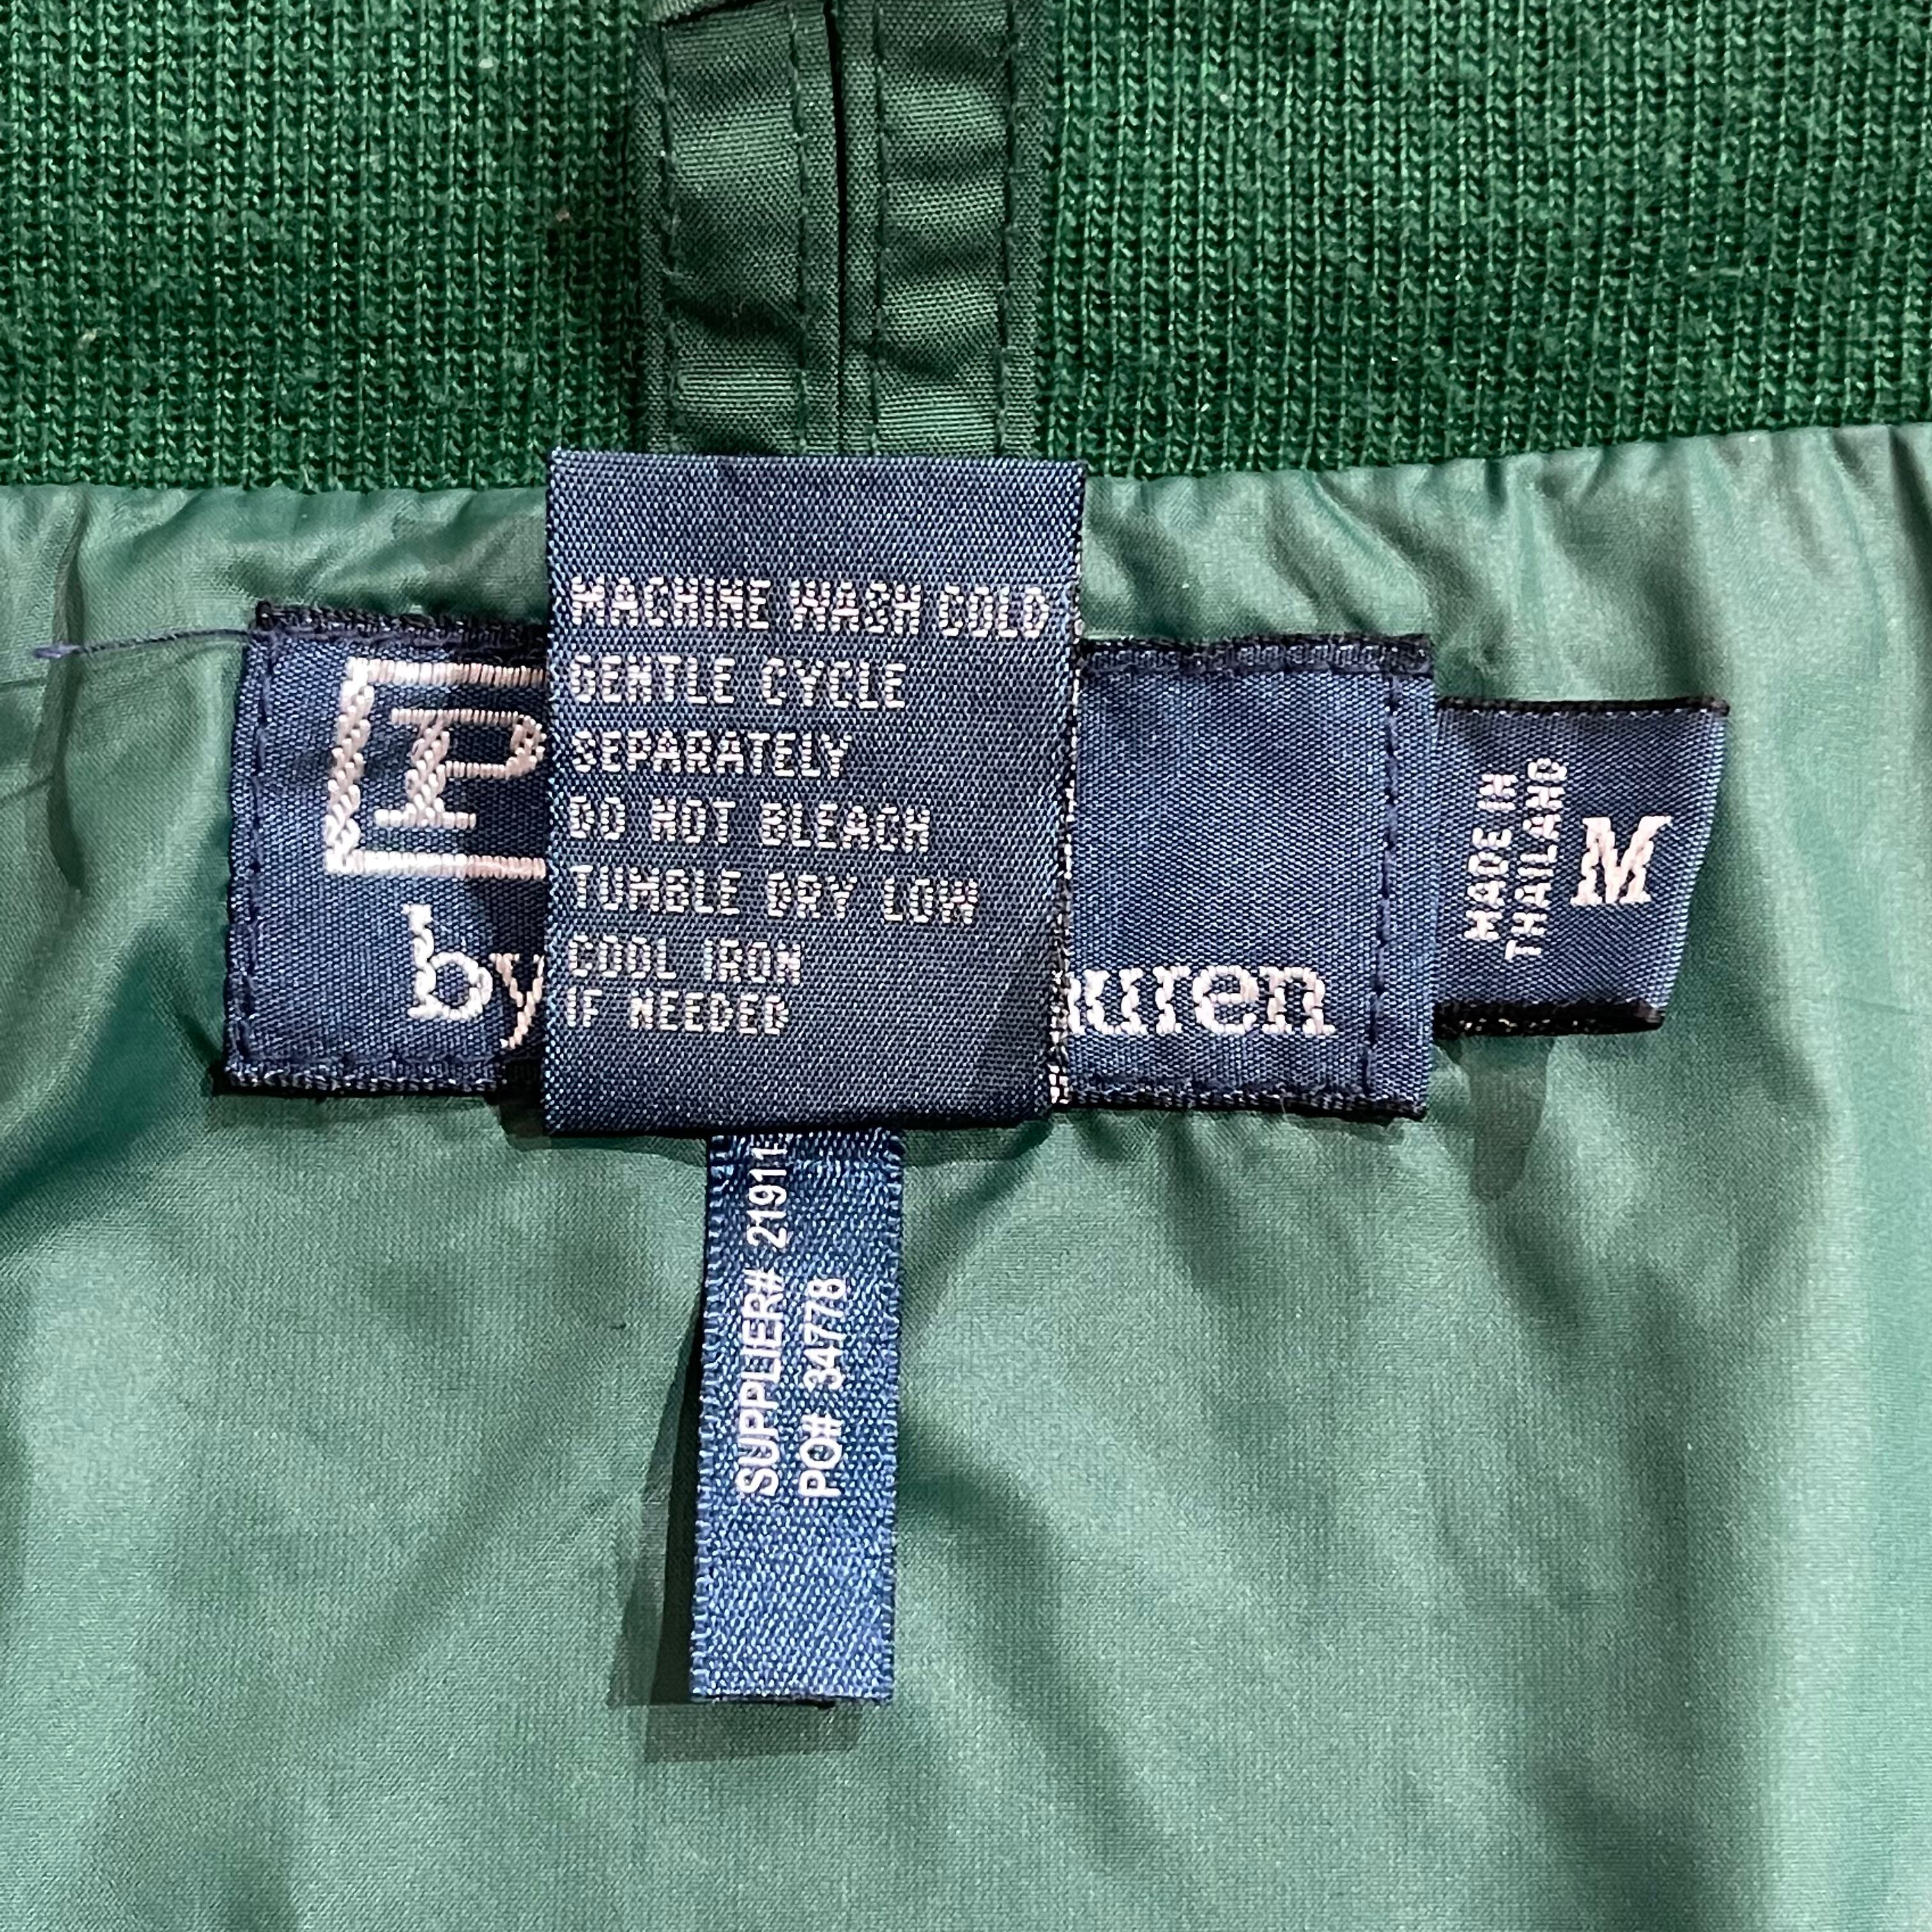 MACHINE WASH COLD
GENTLE CYCLE
SEPARATELY
DO NOT BLEACH
TUMBLE DRY LOW
COOL IRON
IF NEEDED
P
by
uren
MADE IN
THAILAND
M
SUPPLIER# 21911
PO# 34778